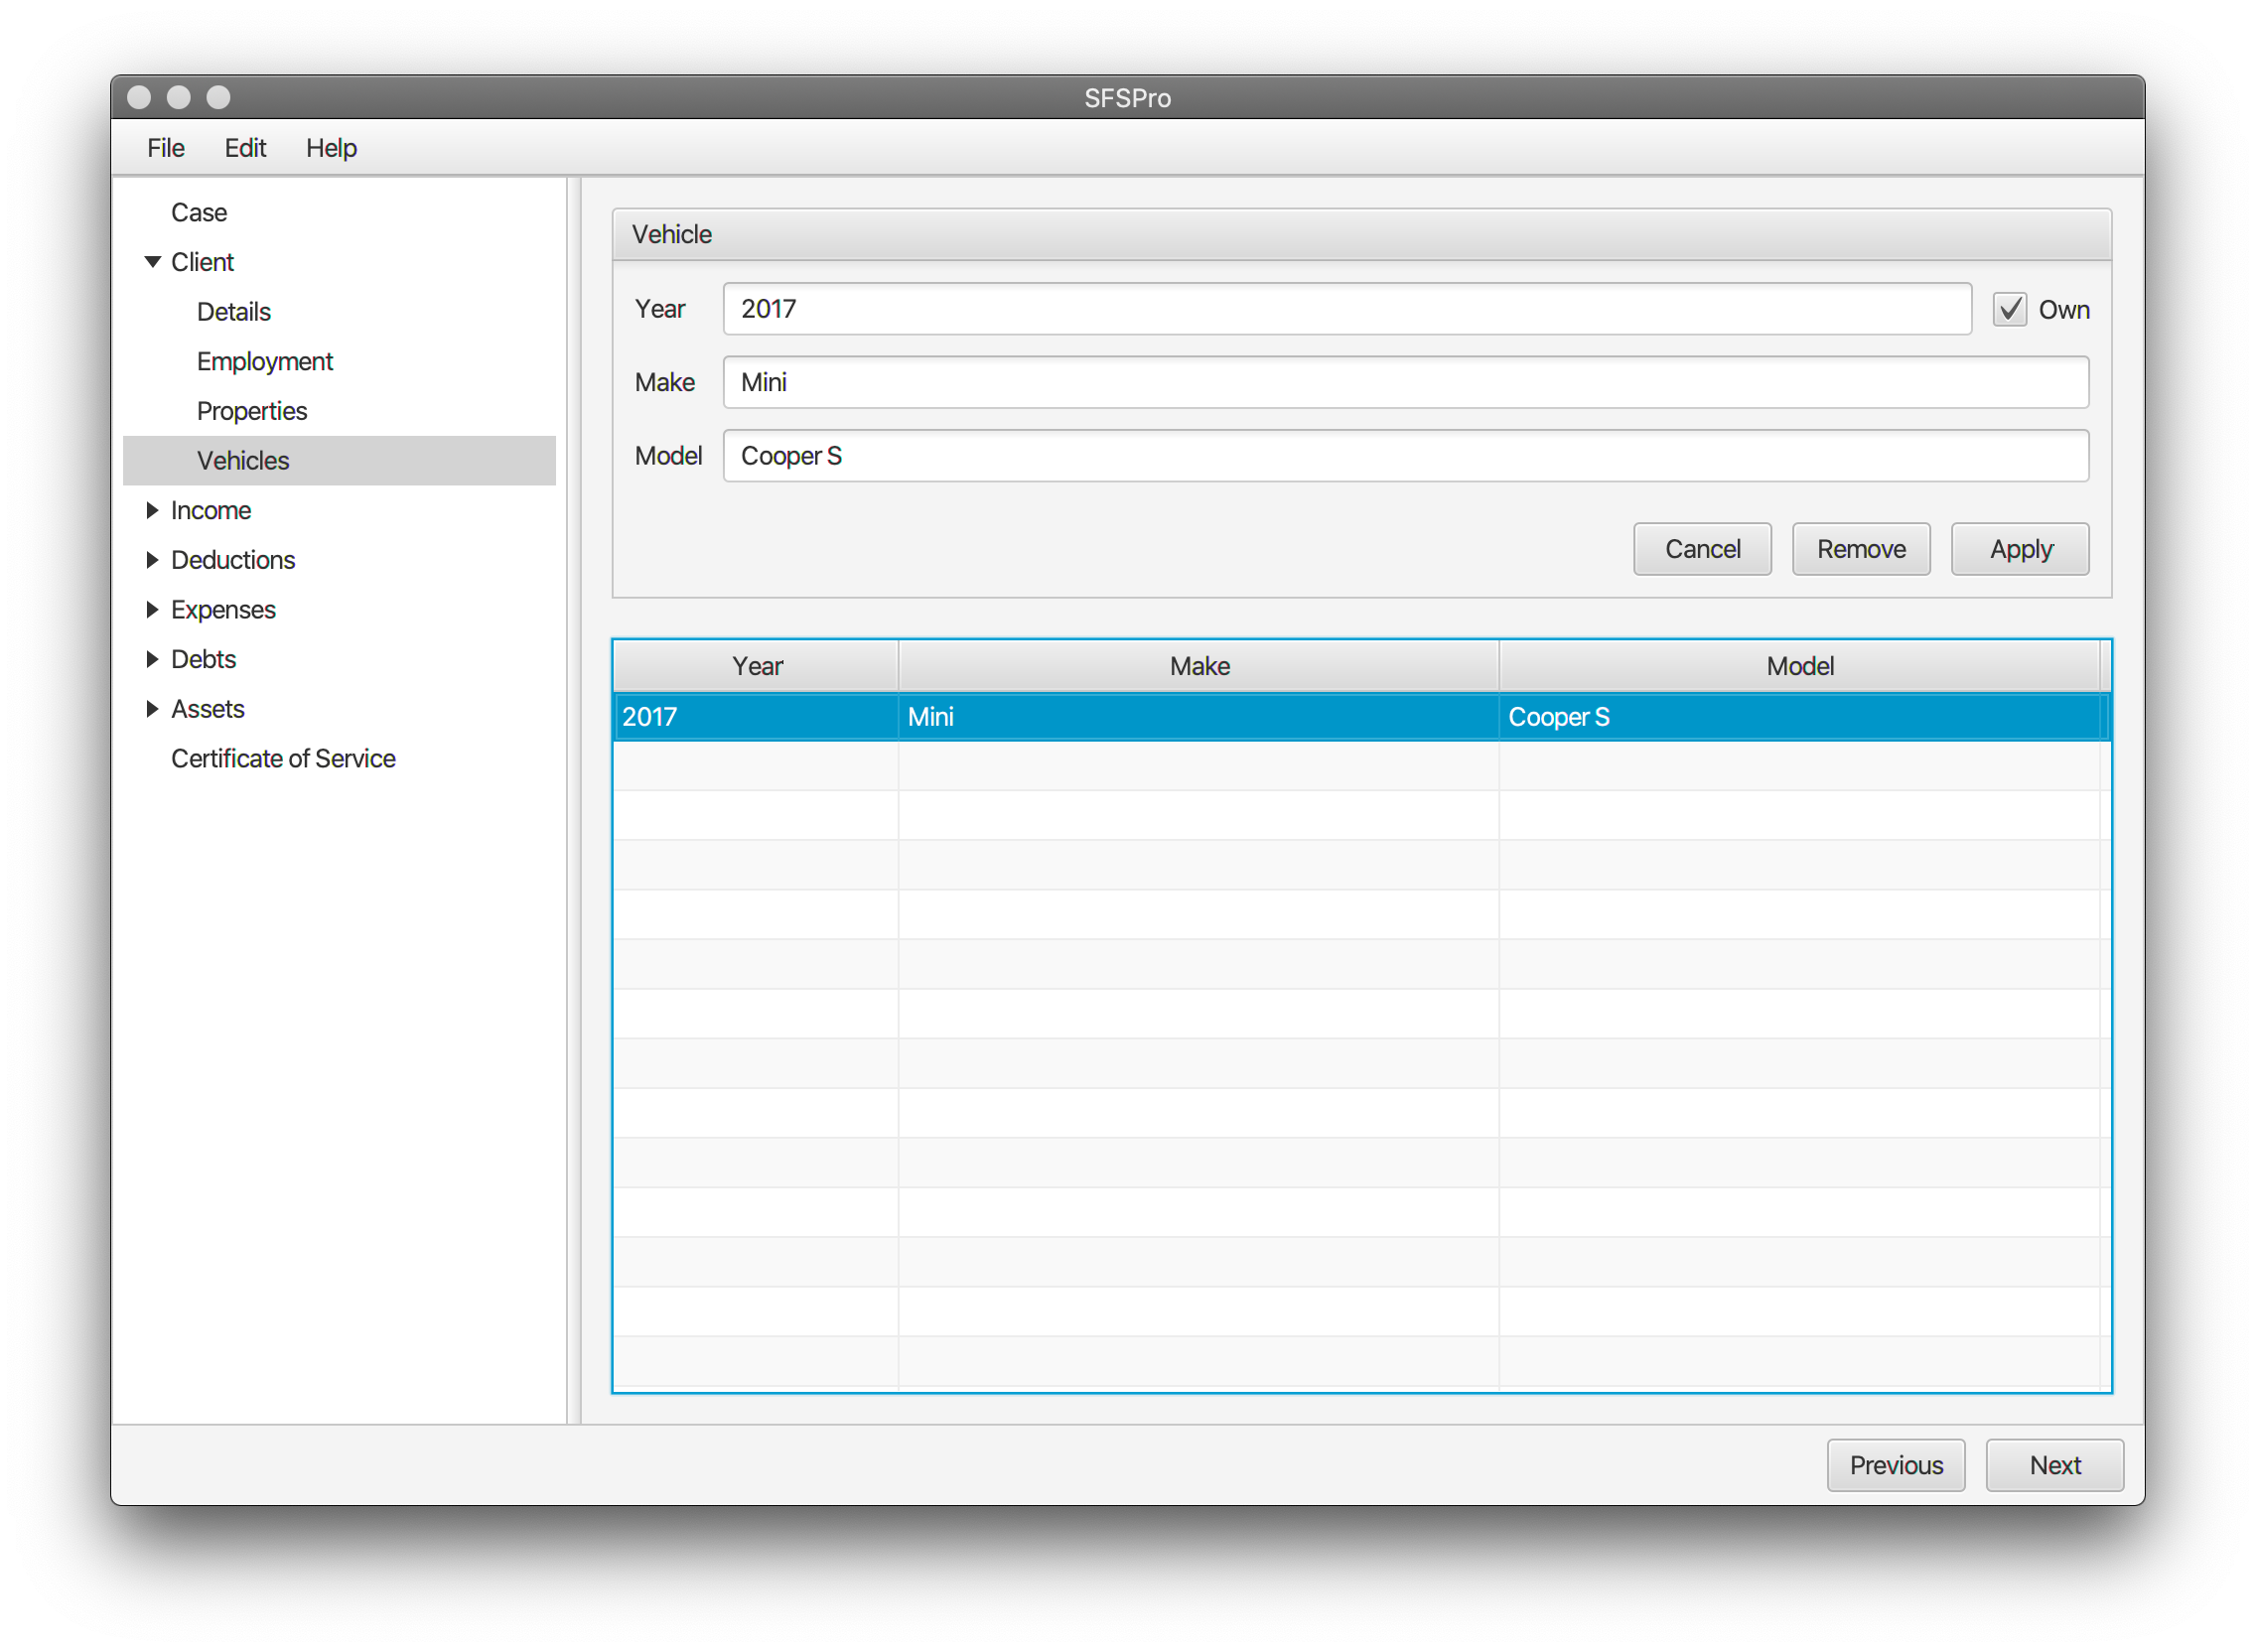 SFSPro
File Edit Help
Case
Client
Details
Employment
Properties
Vehicles
Income
Deductions
Expenses
Debts
Assets
Certificate of Service
Vehicle
Year 2017 Own
Make Mini
Model Cooper S
Cancel Remove Apply
Year Make Model
2017 Mini Cooper S
Previous Next